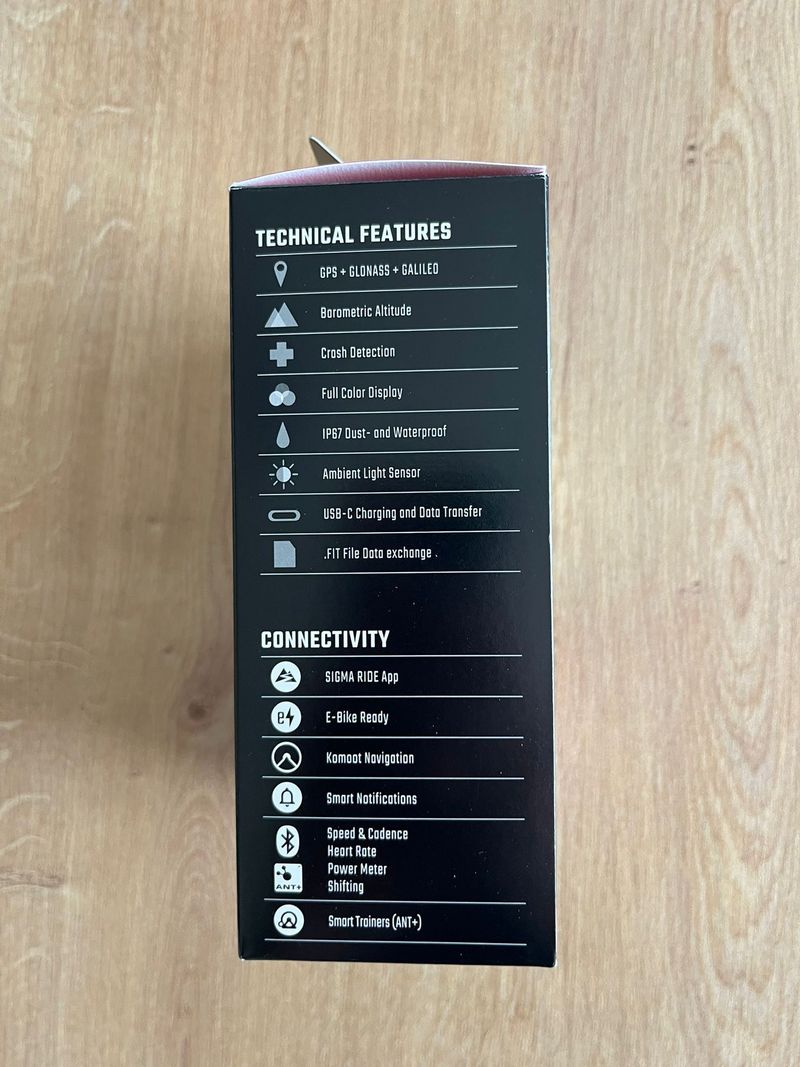 TECHNICAL FEATURES
GPS + GLONASS + GALILEO
Barometric Altitude
Crash Detection
Full Color Display
IP67 Dust- and Waterproof
Ambient Light Sensor
USB-C Charging and Data Transfer
.FIT File Data exchange .
CONNECTIVITY
SIGMA RIDE App
e E-Bike Ready
Komoot Navigation
Smart Notifications
Speed & Cadence
Heart Rate
Power Meter
ANT+ Shifting
Smart Trainers (ANT+)